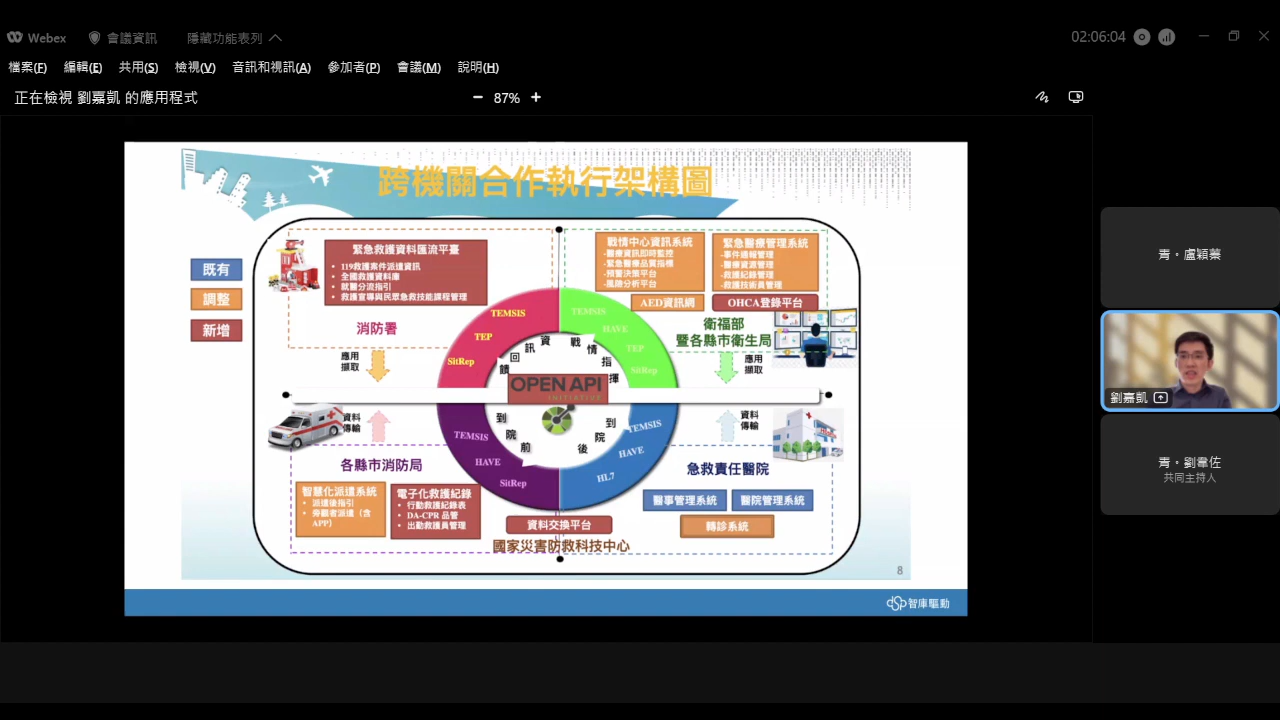 Webex
會議資訊
隱藏功能表列
02:06:04
檔案(F) 編輯(E) 共用(S) 檢視(V) 音訊和視訊(A) 參加者(P) 會議(M) 說明(H)
正在檢視 劉嘉凱 的應用程式
87%
跨機關合作執行架構圖
既有
調整
新增
緊急救護資料匯流平臺
• 119救護案件派遣資訊
• 全國救護資料庫
• 就醫分流指引
• 救護宣導與民眾急救技能課程管理
消防署
應用
擷取
戰情中心資訊系統
-醫療資訊即時監控
-緊急醫療品質指標
-預警決策平台
-風險分析平台
緊急醫療管理系統
-事件通報管理
-醫療資源管理
-救護紀錄管理
-救護技術員管理
AED資訊網
OHCA登錄平台
衛福部
暨各縣市衛生局
應用
擷取
TEMSIS
TEP
SitRep
TEMSIS
HAVE
TEP
SitRep
資訊回饋
戰情指揮
OPEN API
INITIATIVE
到院前
到院後
TEMSIS
HAVE
SitRep
TEMSIS
HAVE
HL7
資料
傳輸
各縣市消防局
智慧化派遣系統
• 派遣後指引
• 旁觀者派遣（含
APP）
電子化救護紀錄
• 行動救護紀錄表
• DA-CPR 品管
• 出勤救護員管理
資料
傳輸
急救責任醫院
醫事管理系統
醫院管理系統
轉診系統
資料交換平台
國家災害防救科技中心
8
dSp智庫驅動
青・盧穎蓁
劉嘉凱
青・劉韋佐
共同主持人